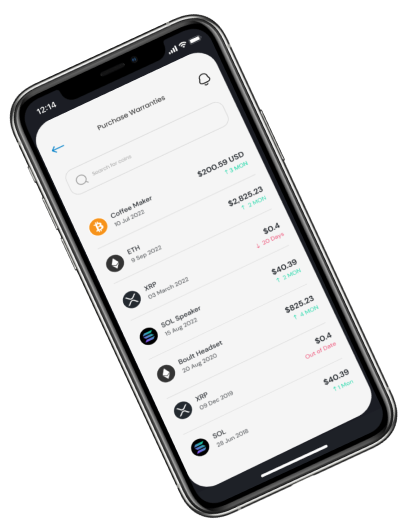 12:14
Purchase Warranties
Search for coins
Coffee Maker
10 Jul 2022
$200.59 USD
↑ 3 MON
ETH
9 Sep 2022
$2,825.23
↑ 2 MON
XRP
03 March 2022
$0.4
↓ 20 Days
SOL Speaker
15 Aug 2022
$40.39
↑ 2 MON
Boult Headset
20 Aug 2020
$825.23
↑ 4 MON
XRP
09 Dec 2019
$0.4
Out of Date
SOL
28 Jun 2018
$40.39
↑ 1 Mon